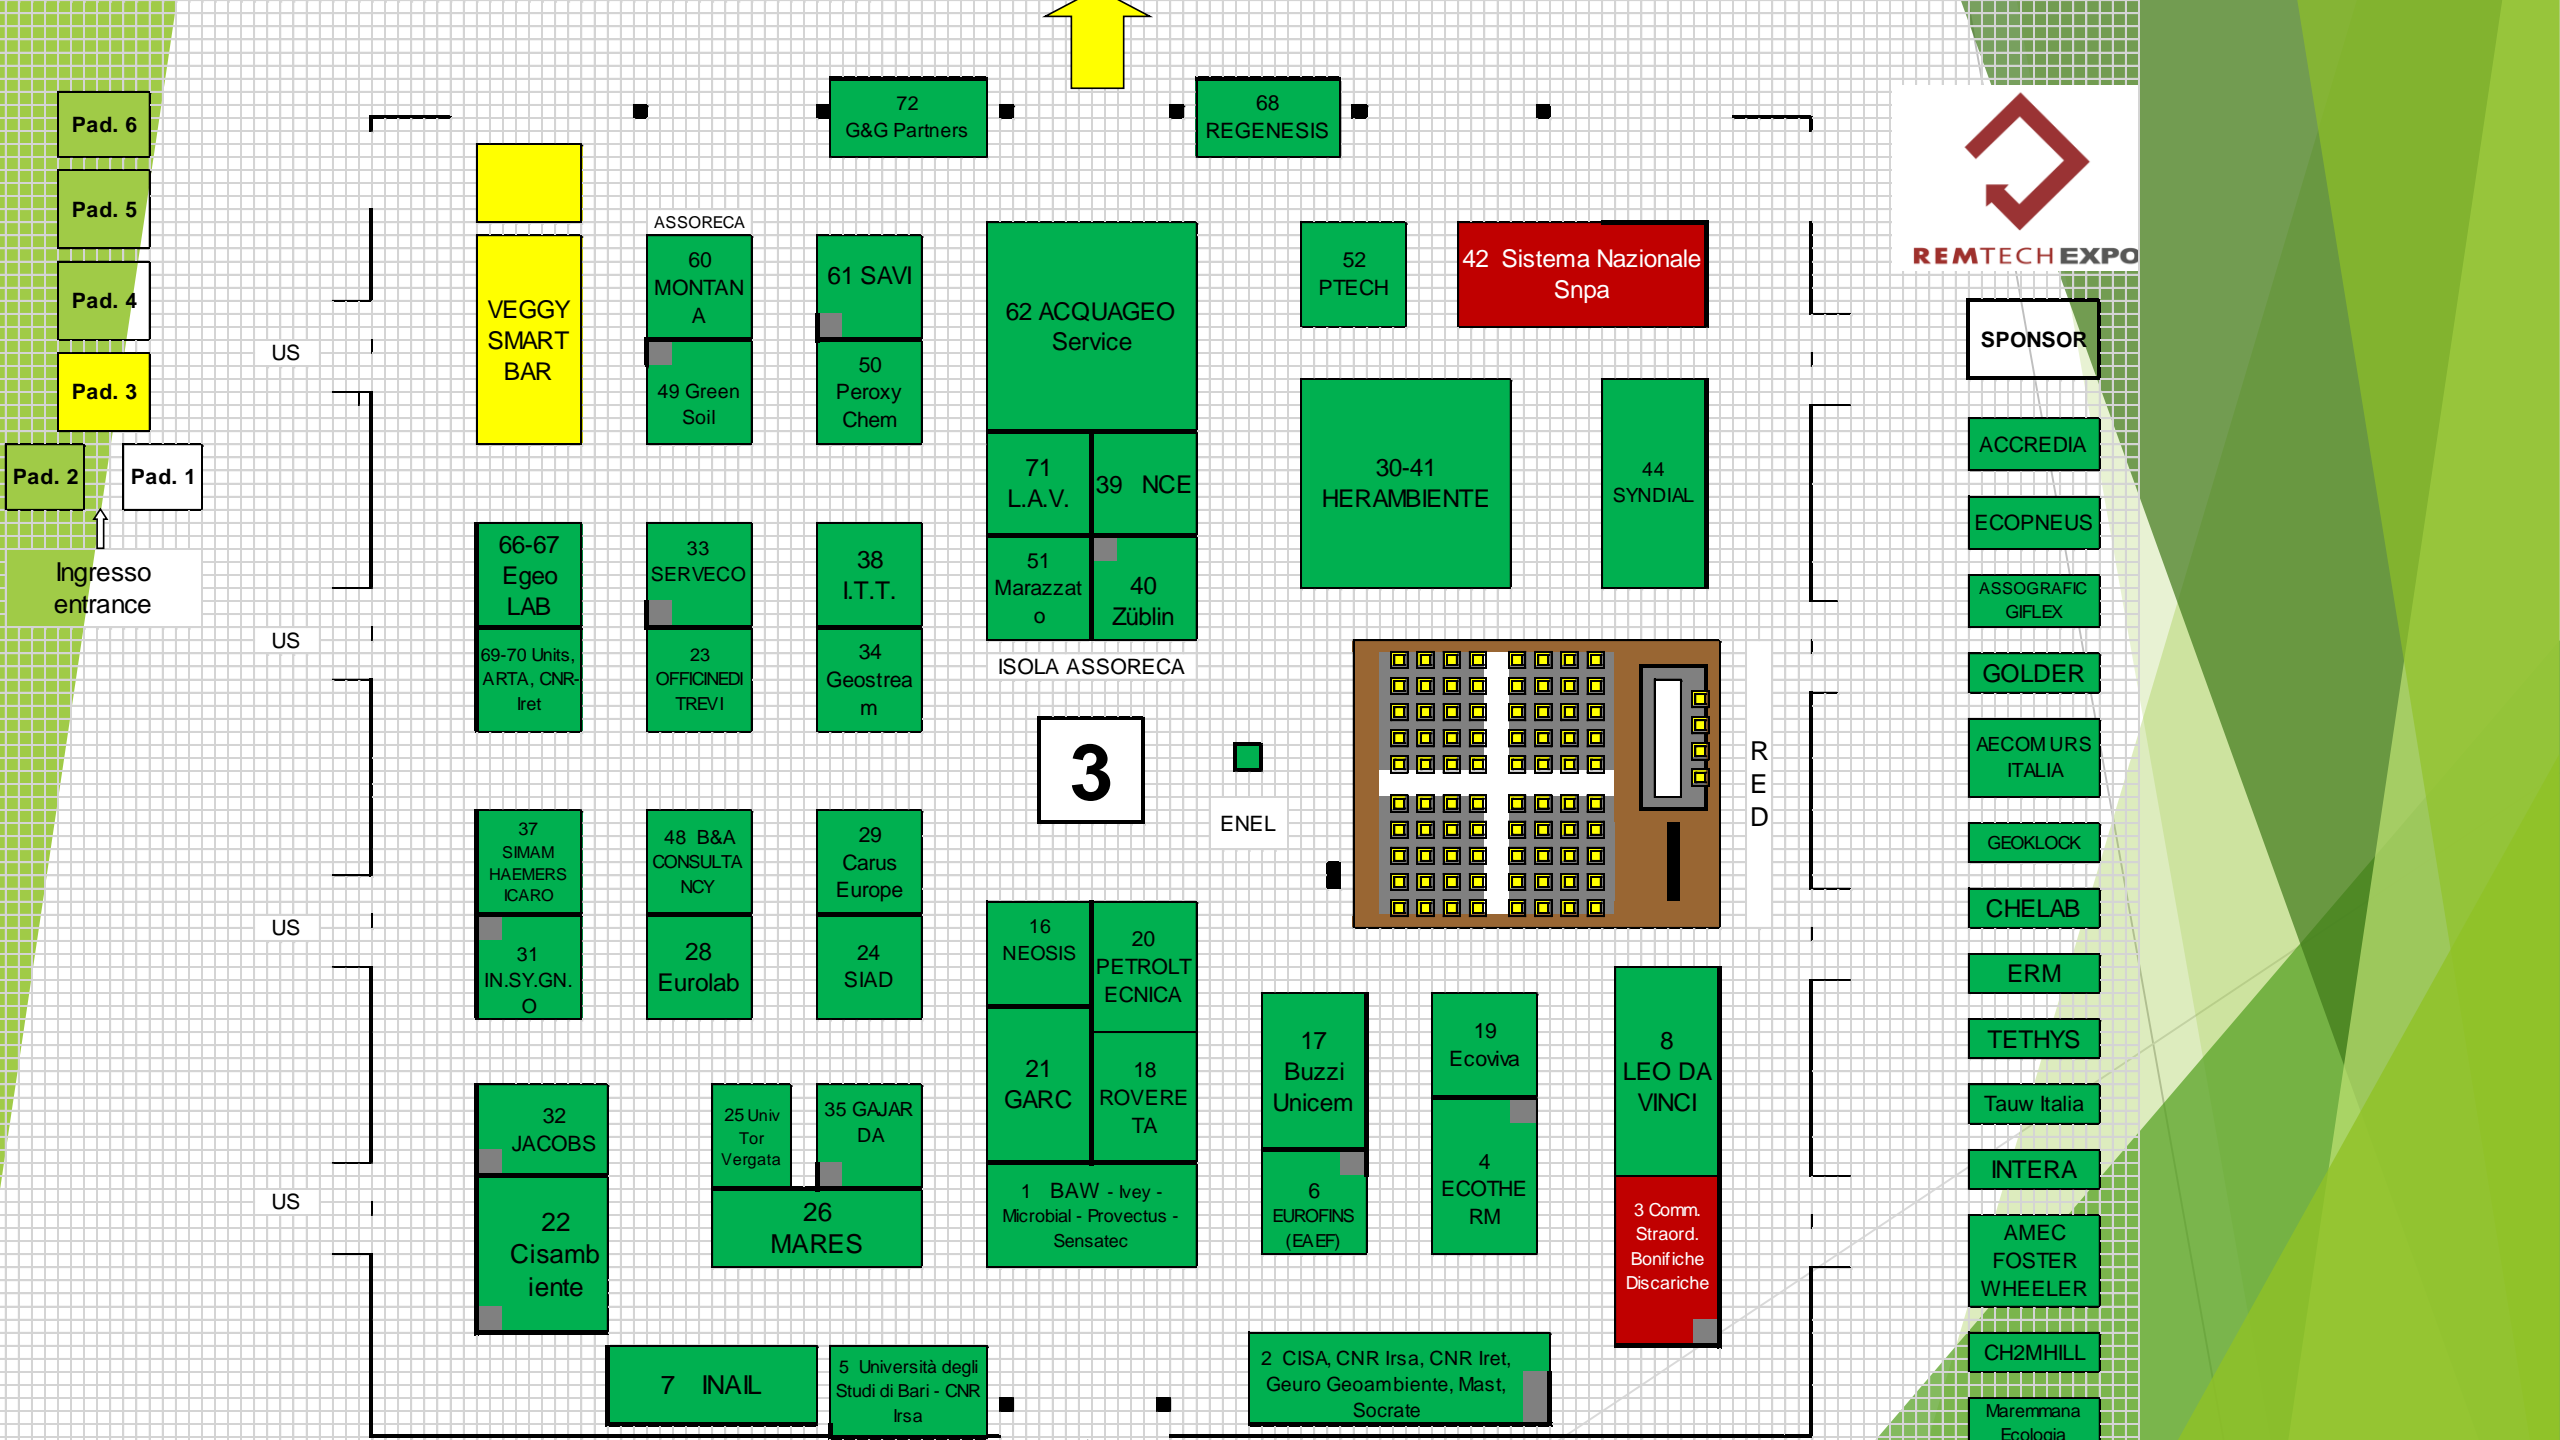 72
G&G Partners
68
REGENESIS
Pad. 6
Pad. 5
Pad. 4
Pad. 3
Pad. 2
Pad. 1
Ingresso
entrance
US
US
US
US
ASSORECA
VEGGY
SMART
BAR
60
MONTAN
A
61 SAVI
49 Green
Soil
50
Peroxy
Chem
62 ACQUAGEO
Service
52
PTECH
42 Sistema Nazionale
Snpa
71
L.A.V.
39 NCE
51
Marazzat
o
40
Züblin
ISOLA ASSORECA
30-41
HERAMBIENTE
44
SYNDIAL
66-67
Egeo
LAB
33
SERVECO
38
I.T.T.
69-70 Units,
ARTA, CNR-
Iret
23
OFFICINEDI
TREVI
34
Geostrea
m
3
ENEL
R
E
D
37
SIMAM
HAEMERS
ICARO
48 B&A
CONSULTA
NCY
29
Carus
Europe
31
IN.SY.GN.
O
28
Eurolab
24
SIAD
16
NEOSIS
20
PETROLT
ECNICA
21
GARC
18
ROVERE
TA
17
Buzzi
Unicem
19
Ecoviva
8
LEO DA
VINCI
32
JACOBS
25 Univ
Tor
Vergata
35 GAJAR
DA
22
Cisamb
iente
26
MARES
1 BAW - Ivey -
Microbial - Provectus -
Sensatec
6
EUROFINS
(EAEF)
4
ECOTHE
RM
3 Comm.
Straord.
Bonifiche
Discariche
7 INAIL
5 Università degli
Studi di Bari - CNR
Irsa
2 CISA, CNR Irsa, CNR Iret,
Geuro Geoambiente, Mast,
Socrate
REMTECHEXPO
SPONSOR
ACCREDIA
ECOPNEUS
ASSOGRAFIC
GIFLEX
GOLDER
AECOM URS
ITALIA
GEOKLOCK
CHELAB
ERM
TETHYS
Tauw Italia
INTERA
AMEC
FOSTER
WHEELER
CH2MHILL
Maremmana
Ecologia